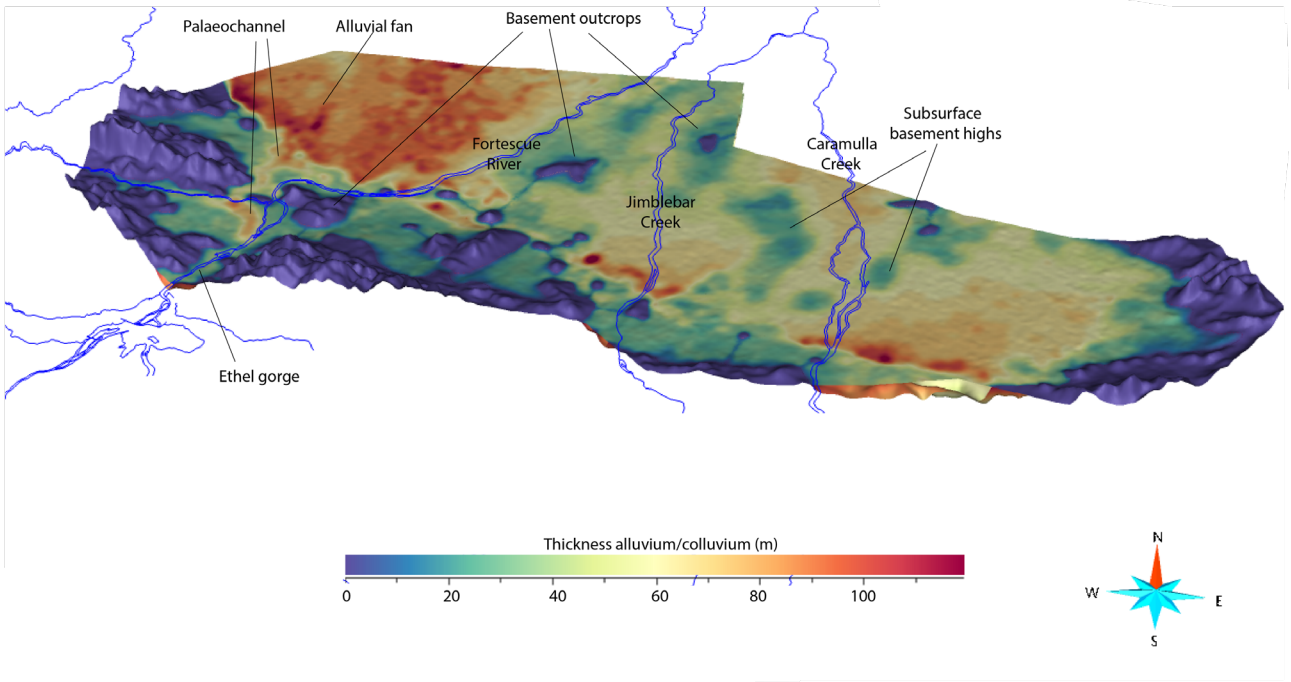 Palaeochannel
Alluvial fan
Basement outcrops
Subsurface
basement highs
Fortescue
River
Caramulla
Creek
Jimblebar
Creek
Ethel gorge
Thickness alluvium/colluvium (m)
0 20 40 60 80 100
N
W
E
S